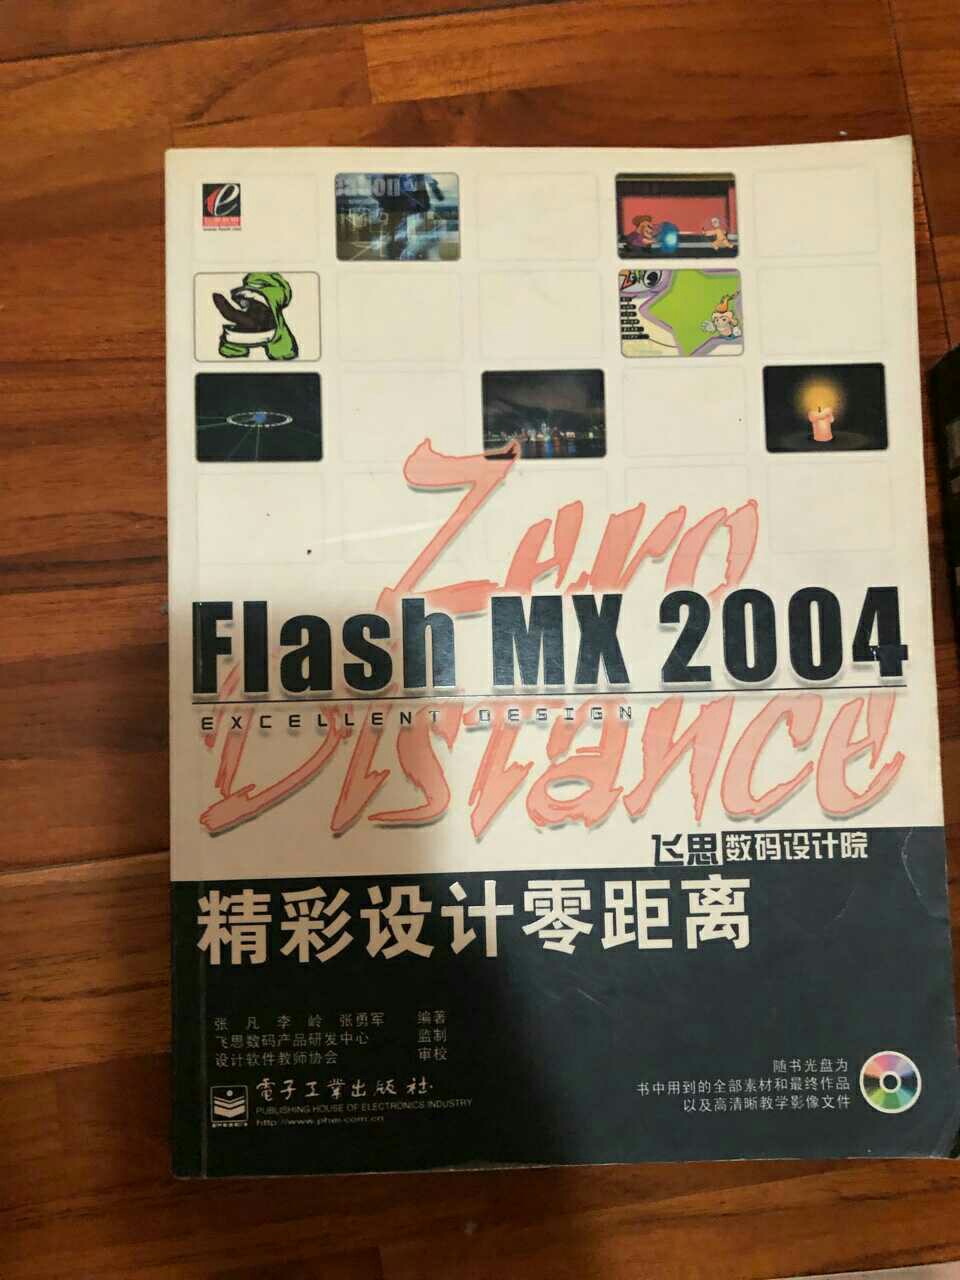 Zero
Flash MX 2004
EXCELLENT DESIGN
Distance
飞思数码设计院
精彩设计零距离
张 凡 李 岭 张勇军 编著
飞思数码产品研发中心 监制
设计软件教师协会 审校
電子工業出版社
PUBLISHING HOUSE OF ELECTRONICS INDUSTRY
http://www.phei.com.cn
随书光盘为
书中用到的全部素材和最终作品
以及高清晰教学影像文件